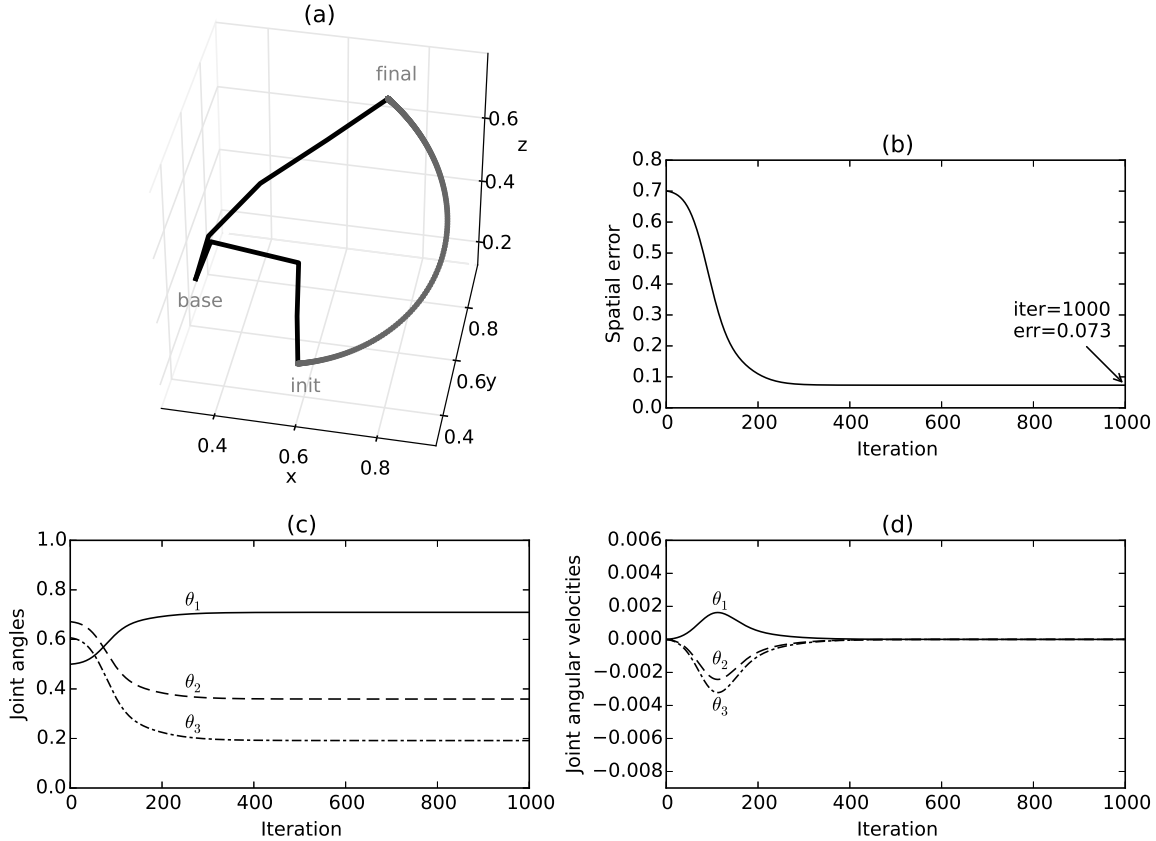 (a)
final
0.6
z
0.4
0.2
base
0.8
init
0.6
y
0.4
0.4
0.6
0.8
x
(b)
0.8
0.7
0.6
0.5
0.4
0.3
0.2
0.1
0.0
Spatial error
iter=1000
err=0.073
0 200 400 600 800 1000
Iteration
(c)
1.0
0.8
0.6
0.4
0.2
0.0
Joint angles
θ1
θ2
θ3
0 200 400 600 800 1000
Iteration
(d)
0.006
0.004
0.002
0.000
−0.002
−0.004
−0.006
−0.008
Joint angular velocities
θ1
θ2
θ3
0 200 400 600 800 1000
Iteration